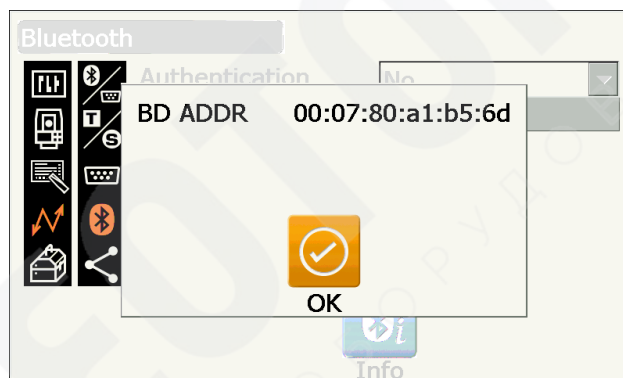 Bluetooth
Authentication No
BD ADDR 00:07:80:a1:b5:6d
T
S
OK
Info